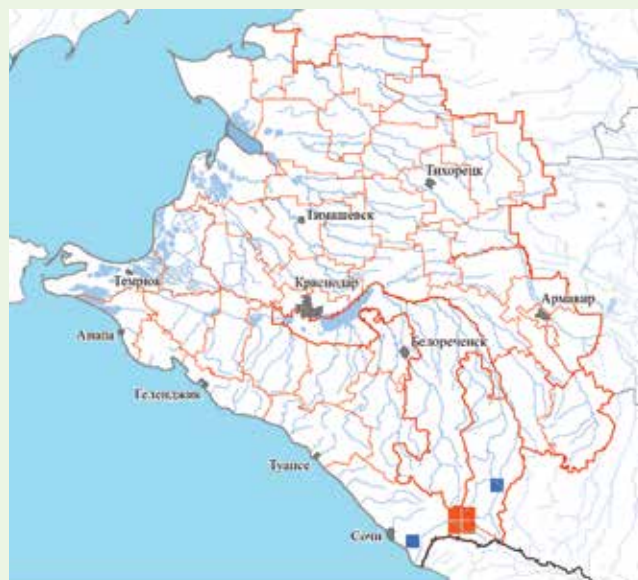 Тихорецк
Тимашевск
Краснодар
Темрюк
Армавир
Анапа
Белореченск
Геленджик
Туапсе
Сочи